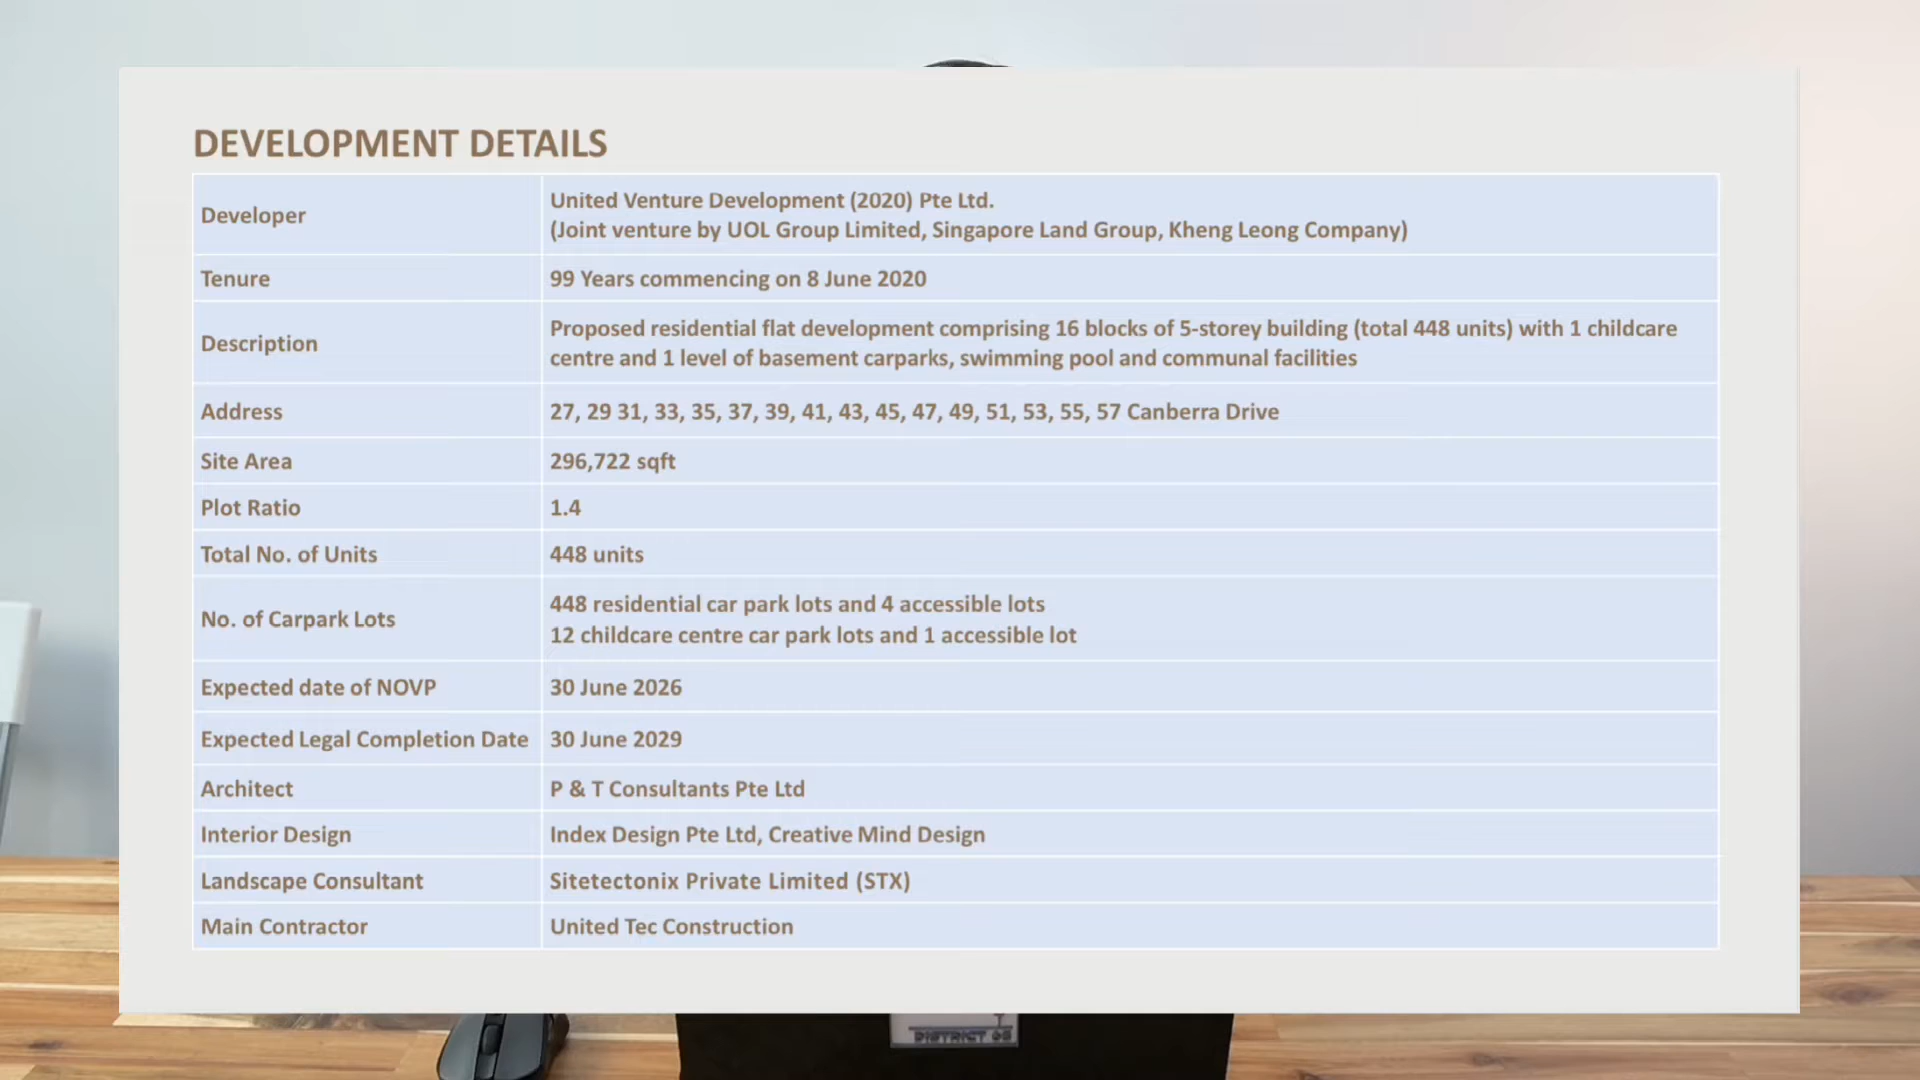 DEVELOPMENT DETAILS
Developer
United Venture Development (2020) Pte Ltd.
(Joint venture by UOL Group Limited, Singapore Land Group, Kheng Leong Company)
Tenure
99 Years commencing on 8 June 2020
Description
Proposed residential flat development comprising 16 blocks of 5-storey building (total 448 units) with 1 childcare
centre and 1 level of basement carparks, swimming pool and communal facilities
Address
27, 29 31, 33, 35, 37, 39, 41, 43, 45, 47, 49, 51, 53, 55, 57 Canberra Drive
Site Area
296,722 sqft
Plot Ratio
1.4
Total No. of Units
448 units
No. of Carpark Lots
448 residential car park lots and 4 accessible lots
12 childcare centre car park lots and 1 accessible lot
Expected date of NOVP
30 June 2026
Expected Legal Completion Date
30 June 2029
Architect
P & T Consultants Pte Ltd
Interior Design
Index Design Pte Ltd, Creative Mind Design
Landscape Consultant
Sitetectonix Private Limited (STX)
Main Contractor
United Tec Construction
DISTRICT